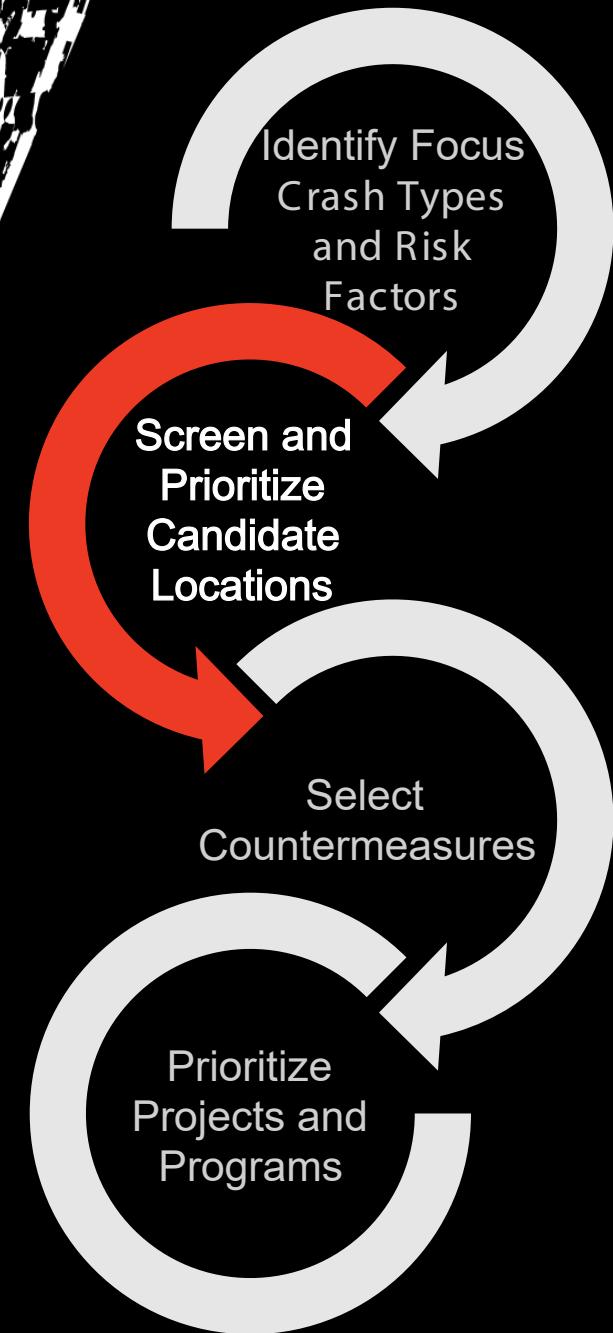 Identify Focus
Crash Types
and Risk
Factors
Screen and
Prioritize
Candidate
Locations
Select
Countermeasures
Prioritize
Projects and
Programs